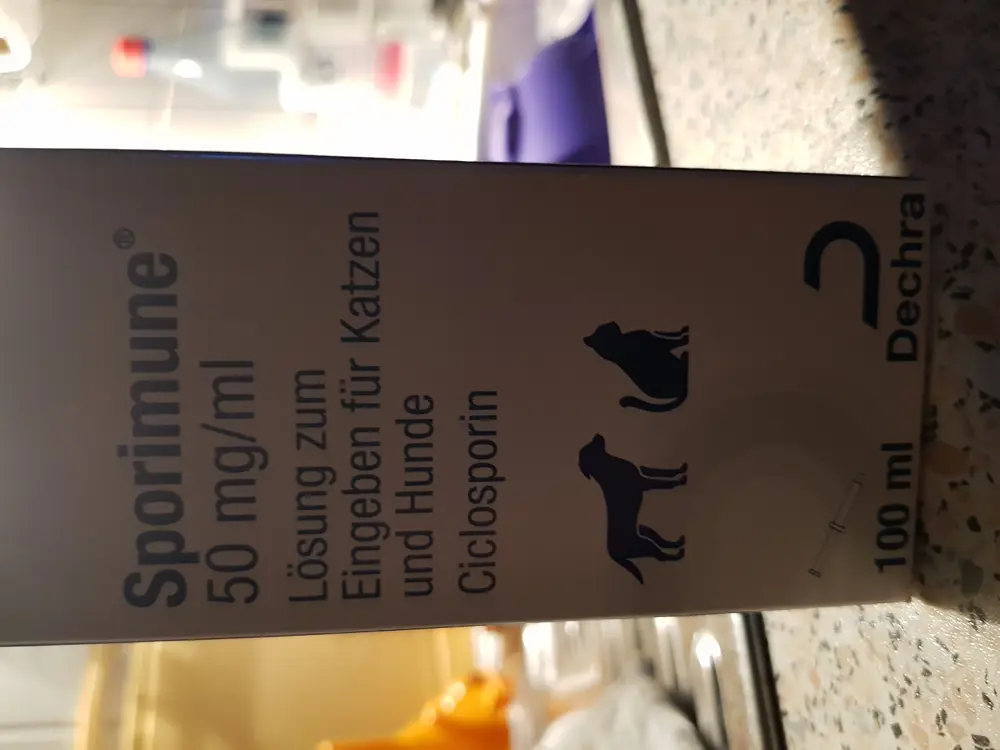 Sporimune®
50 mg/ml
Lösung zum
Eingeben für Katzen
und Hunde
Ciclosporin
100 ml
Dechra